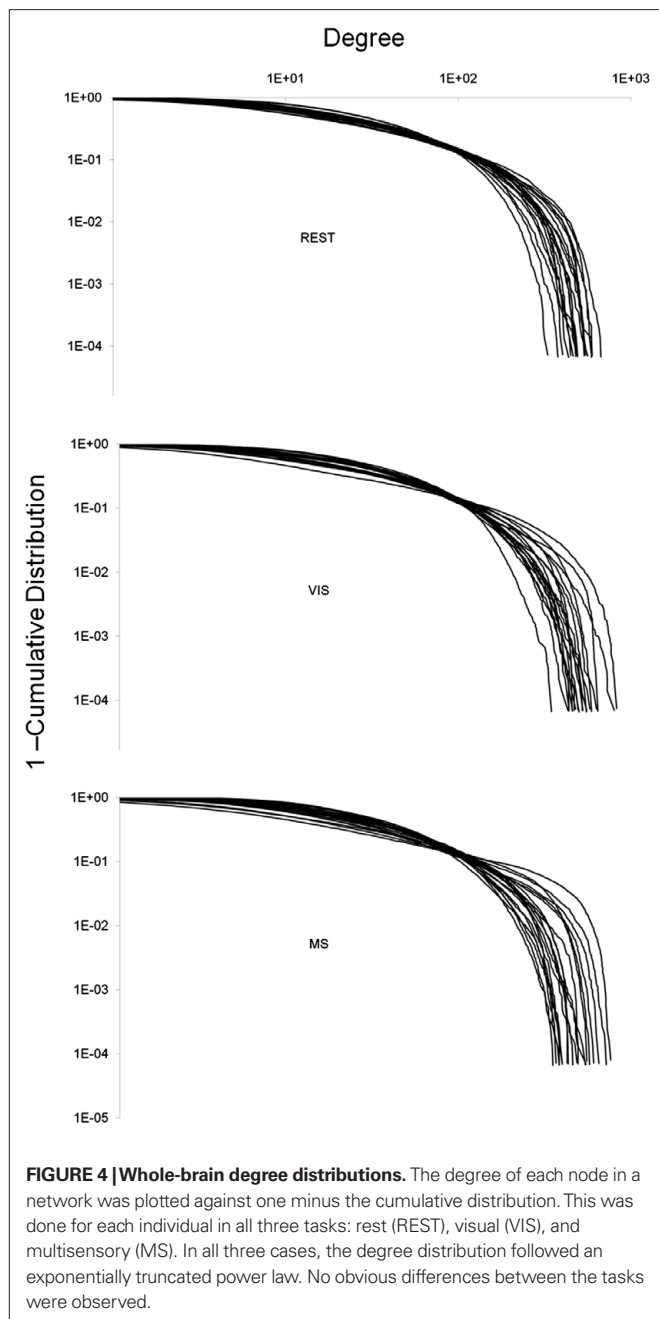 Degree
1E+01 1E+02 1E+03
1E+00
1E-01
1E-02
REST
1E-03
1E-04
1 –Cumulative Distribution
1E+00
1E-01
1E-02
VIS
1E-03
1E-04
1E+00
1E-01
1E-02
MS
1E-03
1E-04
1E-05
FIGURE 4 | Whole-brain degree distributions. The degree of each node in a
network was plotted against one minus the cumulative distribution. This was
done for each individual in all three tasks: rest (REST), visual (VIS), and
multisensory (MS). In all three cases, the degree distribution followed an
exponentially truncated power law. No obvious differences between the tasks
were observed.